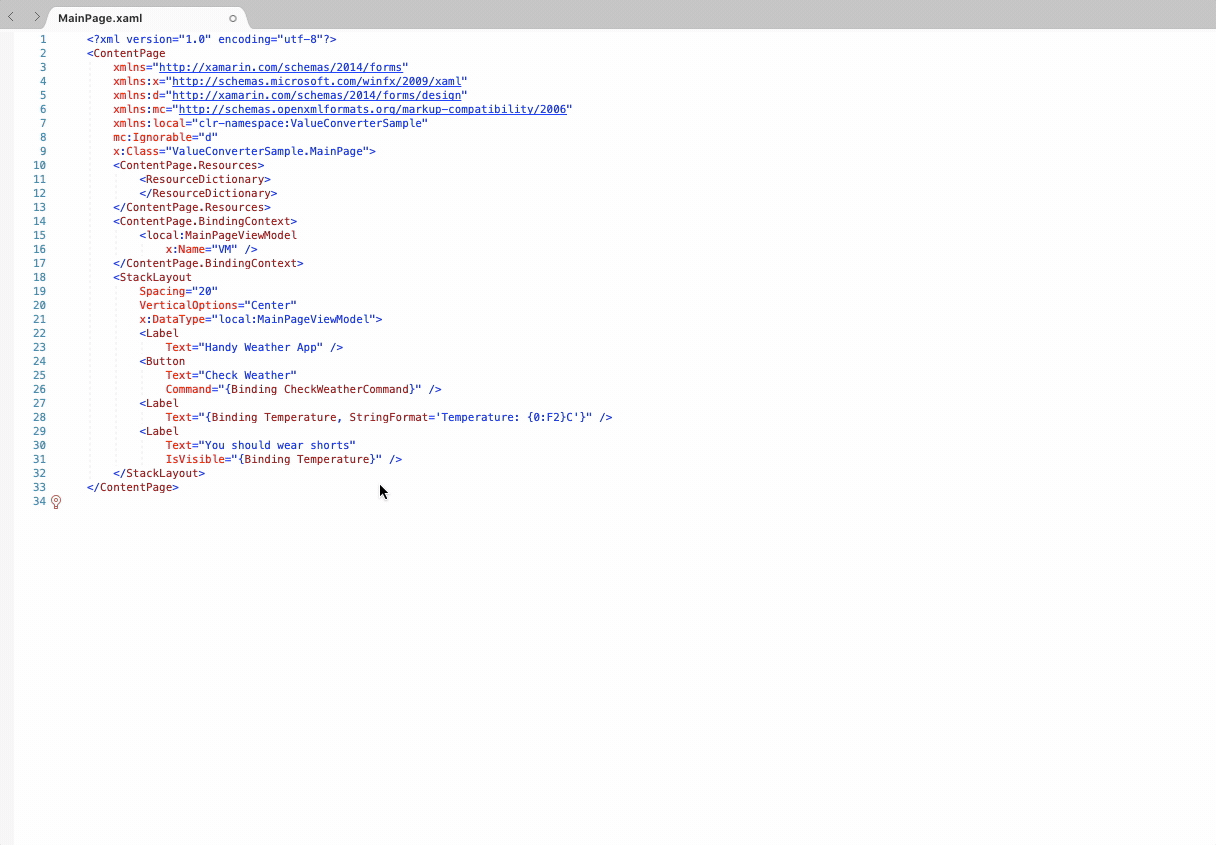 MainPage.xaml
1 <?xml version="1.0" encoding="utf-8"?>
2 <ContentPage
3 xmlns="http://xamarin.com/schemas/2014/forms"
4 xmlns:x="http://schemas.microsoft.com/winfx/2009/xaml"
5 xmlns:d="http://xamarin.com/schemas/2014/forms/design"
6 xmlns:mc="http://schemas.openxmlformats.org/markup-compatibility/2006"
7 xmlns:local="clr-namespace:ValueConverterSample"
8 mc:Ignorable="d"
9 x:Class="ValueConverterSample.MainPage">
10 <ContentPage.Resources>
11 <ResourceDictionary>
12 </ResourceDictionary>
13 </ContentPage.Resources>
14 <ContentPage.BindingContext>
15 <local:MainPageViewModel
16 x:Name="VM" />
17 </ContentPage.BindingContext>
18 <StackLayout
19 Spacing="20"
20 VerticalOptions="Center"
21 x:DataType="local:MainPageViewModel">
22 <Label
23 Text="Handy Weather App" />
24 <Button
25 Text="Check Weather"
26 Command="{Binding CheckWeatherCommand}" />
27 <Label
28 Text="{Binding Temperature, StringFormat='Temperature: {0:F2}C'}" />
29 <Label
30 Text="You should wear shorts"
31 IsVisible="{Binding Temperature}" />
32 </StackLayout>
33 </ContentPage>
34